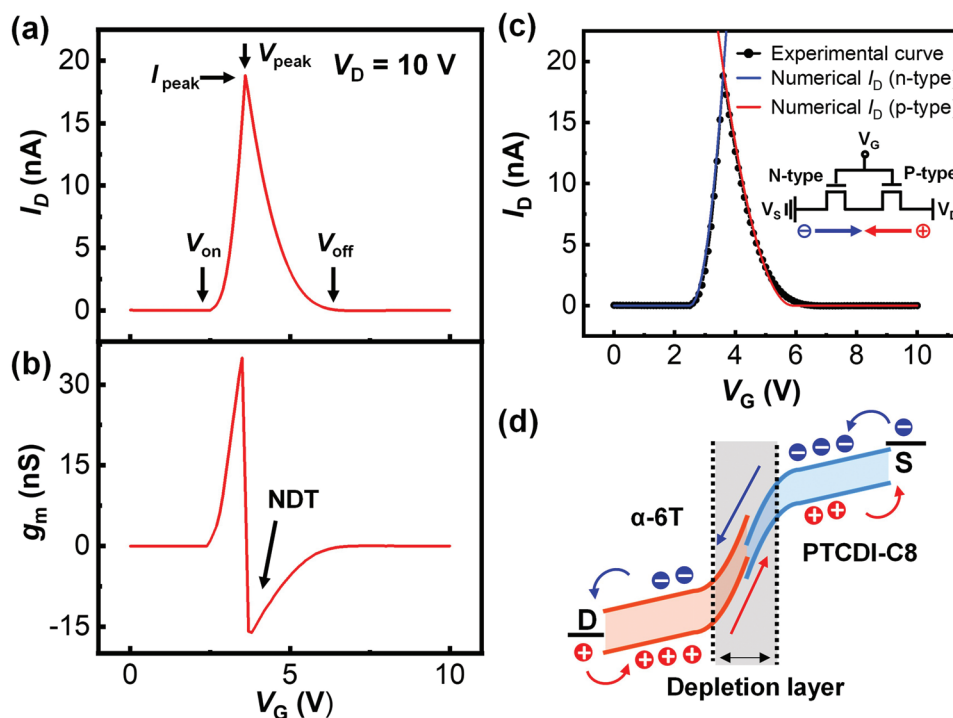 (a)
I_D (nA)
20
15
10
5
0
I_peak
V_peak
V_D = 10 V
V_on
V_off
(b)
g_m (nS)
30
15
0
-15
NDT
0
5
10
V_G (V)
(c)
I_D (nA)
20
15
10
5
0
Experimental curve
Numerical I_D (n-type)
Numerical I_D (p-type)
V_G
N-type
P-type
V_S
V_D
⊖
⊕
0
2
4
6
8
10
V_G (V)
(d)
α-6T
− − − −
S
+ +
PTCDI-C8
− −
D
+ + + +
Depletion layer